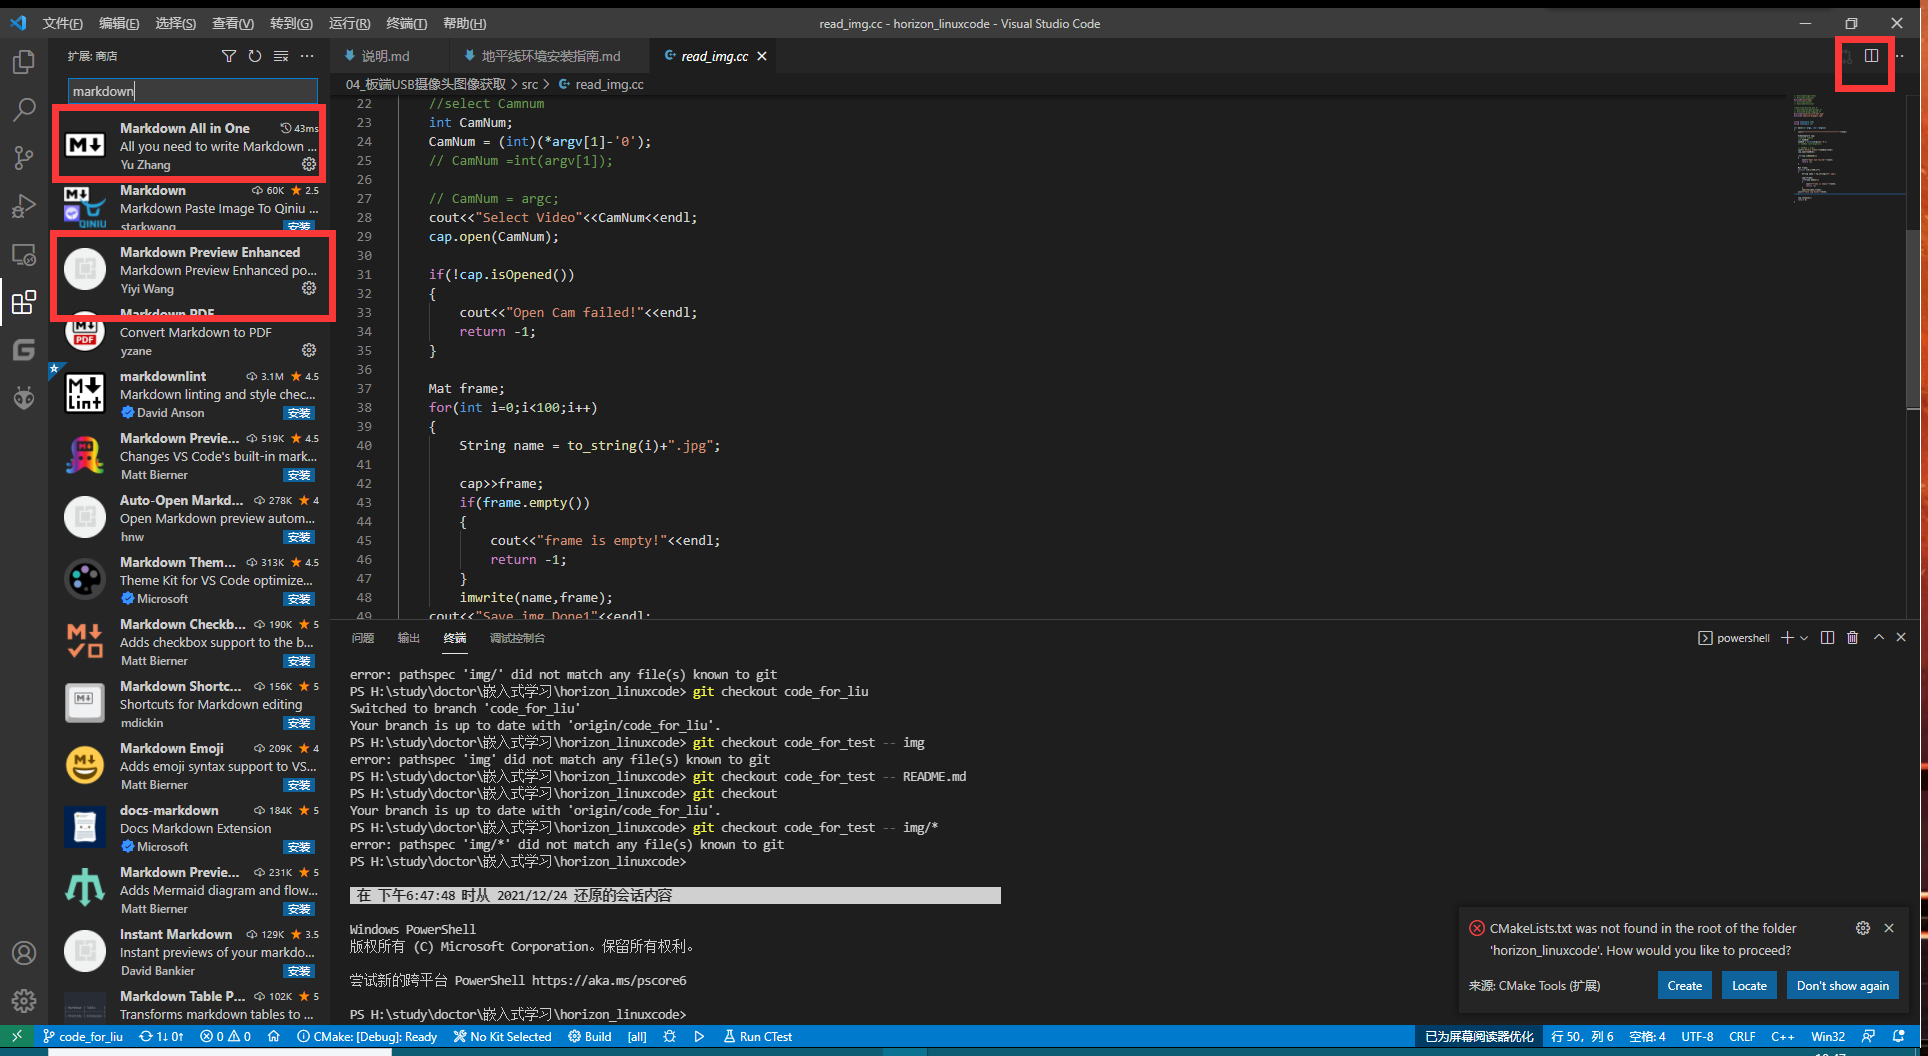 文件(F) 编辑(E) 选择(S) 查看(V) 转到(G) 运行(R) 终端(T) 帮助(H)
read_img.cc - horizon_linuxcode - Visual Studio Code
扩展: 商店
说明.md
地平线环境安装指南.md
read_img.cc
markdown
04_板端USB摄像头图像获取 > src > read_img.cc
Markdown All in One 43ms
All you need to write Markdown ...
Yu Zhang
Markdown 60K 2.5
Markdown Paste Image To Qiniu ...
starkwang 安装
Markdown Preview Enhanced
Markdown Preview Enhanced po...
Yiyi Wang
Markdown PDF
Convert Markdown to PDF
yzane
markdownlint 3.1M 4.5
Markdown linting and style chec...
David Anson 安装
Markdown Previe... 519K 4.5
Changes VS Code's built-in mark...
Matt Bierner 安装
Auto-Open Markd... 278K 4
Open Markdown preview autom...
hnw 安装
Markdown Them... 313K 4.5
Theme Kit for VS Code optimize...
Microsoft 安装
Markdown Checkb... 190K 5
Adds checkbox support to the b...
Matt Bierner 安装
Markdown Shortc... 156K 5
Shortcuts for Markdown editing
mdickin 安装
Markdown Emoji 209K 4
Adds emoji syntax support to VS...
Matt Bierner 安装
docs-markdown 184K 5
Docs Markdown Extension
Microsoft 安装
Markdown Previe... 231K 5
Adds Mermaid diagram and flow...
Matt Bierner 安装
Instant Markdown 129K 3.5
Instant previews of your markdo...
David Bankier 安装
Markdown Table P... 102K 5
Transforms markdown tables to ...
22 //select Camnum
23 int CamNum;
24 CamNum = (int)(*argv[1]-'0');
25 // CamNum =int(argv[1]);
26
27 // CamNum = argc;
28 cout<<"Select Video"<<CamNum<<endl;
29 cap.open(CamNum);
30
31 if(!cap.isOpened())
32 {
33 cout<<"Open Cam failed!"<<endl;
34 return -1;
35 }
36
37 Mat frame;
38 for(int i=0;i<100;i++)
39 {
40 String name = to_string(i)+".jpg";
41
42 cap>>frame;
43 if(frame.empty())
44 {
45 cout<<"frame is empty!"<<endl;
46 return -1;
47 }
48 imwrite(name,frame);
49 cout<<"Save img Done1"<<endl;
问题 输出 终端 调试控制台
powershell
error: pathspec 'img/' did not match any file(s) known to git
PS H:\study\doctor\嵌入式学习\horizon_linuxcode> git checkout code_for_liu
Switched to branch 'code_for_liu'
Your branch is up to date with 'origin/code_for_liu'.
PS H:\study\doctor\嵌入式学习\horizon_linuxcode> git checkout code_for_test -- img
error: pathspec 'img' did not match any file(s) known to git
PS H:\study\doctor\嵌入式学习\horizon_linuxcode> git checkout code_for_test -- README.md
PS H:\study\doctor\嵌入式学习\horizon_linuxcode> git checkout
Your branch is up to date with 'origin/code_for_liu'.
PS H:\study\doctor\嵌入式学习\horizon_linuxcode> git checkout code_for_test -- img/*
error: pathspec 'img/*' did not match any file(s) known to git
PS H:\study\doctor\嵌入式学习\horizon_linuxcode>
在 下午6:47:48 时从 2021/12/24 还原的会话内容
Windows PowerShell
版权所有 (C) Microsoft Corporation。保留所有权利。
尝试新的跨平台 PowerShell https://aka.ms/pscore6
PS H:\study\doctor\嵌入式学习\horizon_linuxcode>
CMakeLists.txt was not found in the root of the folder
'horizon_linuxcode'. How would you like to proceed?
来源: CMake Tools (扩展)
Create Locate Don't show again
code_for_liu 1↓ 0↑ 0 0 CMake: [Debug]: Ready No Kit Selected Build [all] Run CTest
已为屏幕阅读器优化 行 50，列 6 空格: 4 UTF-8 CRLF C++ Win32